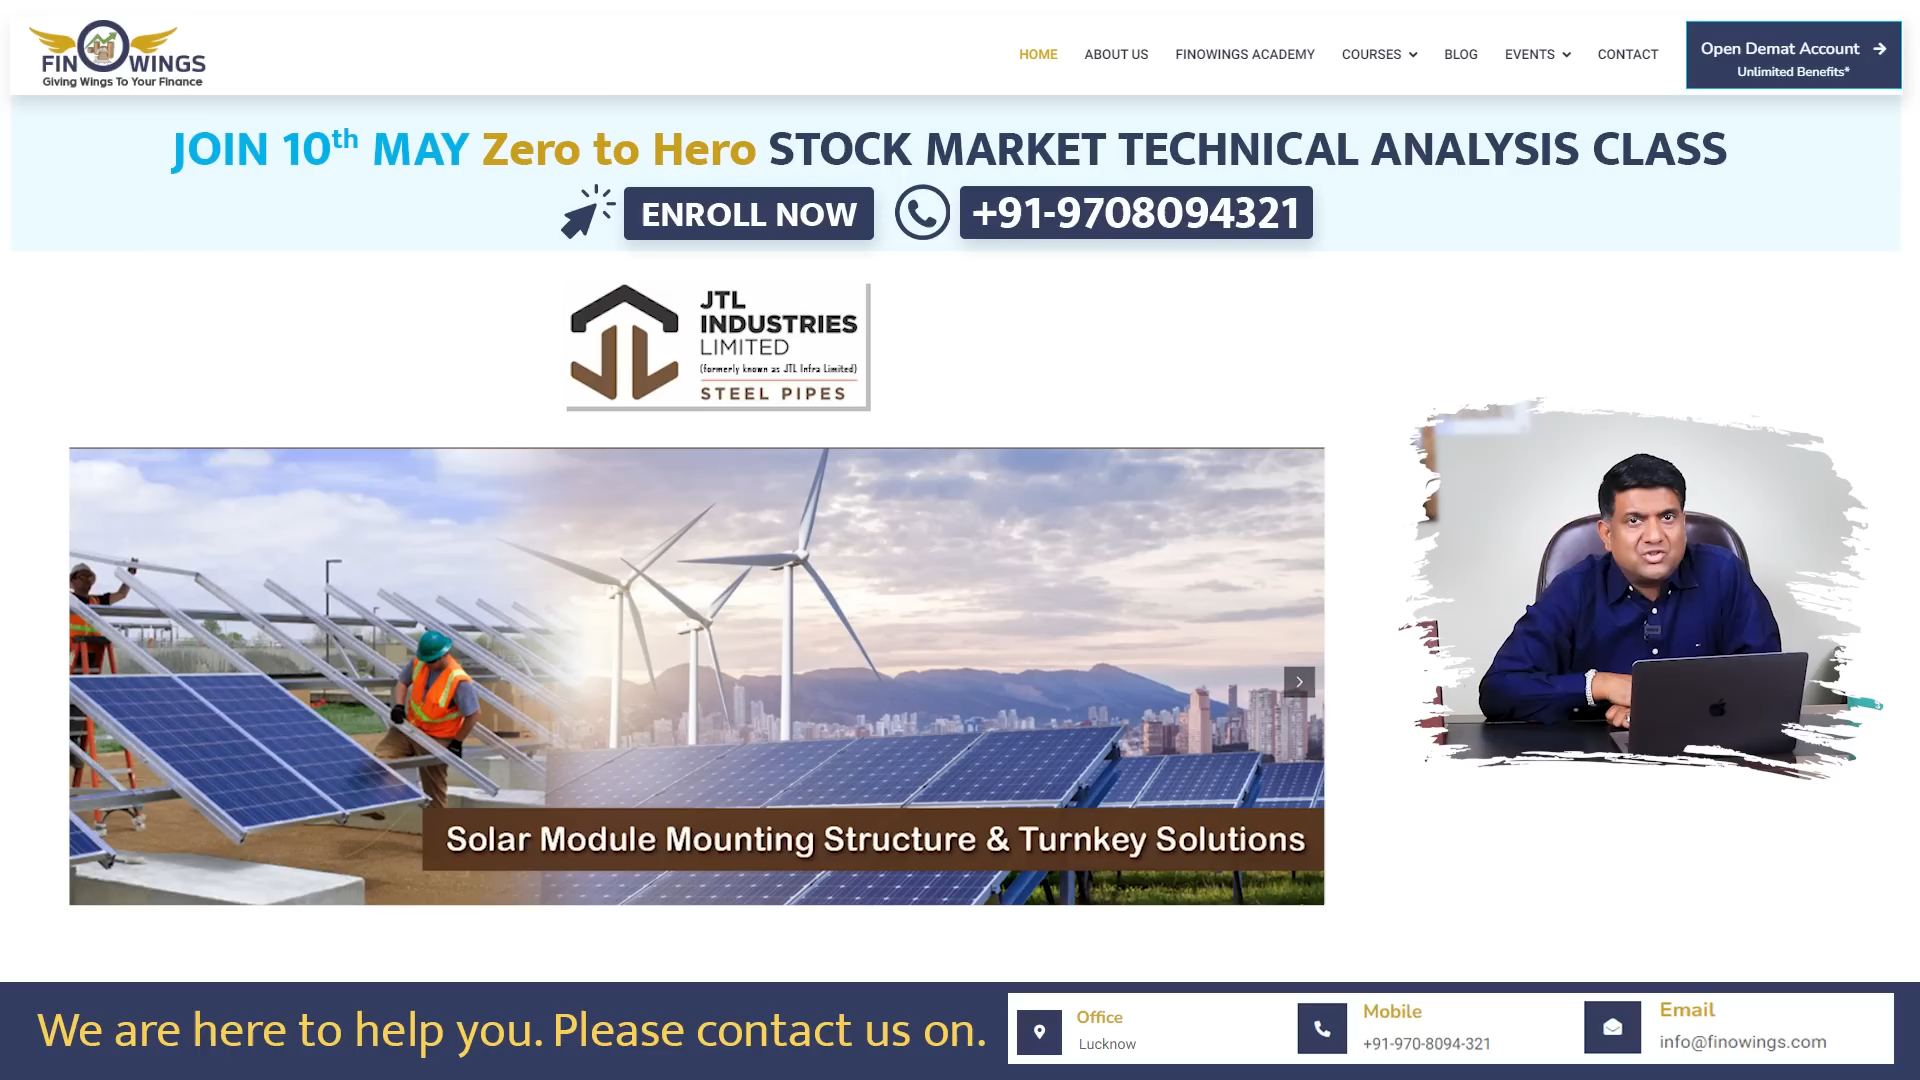 FINOWINGS
Giving Wings To Your Finance
HOME ABOUT US FINOWINGS ACADEMY COURSES BLOG EVENTS CONTACT
Open Demat Account
Unlimited Benefits*
JOIN 10th MAY Zero to Hero STOCK MARKET TECHNICAL ANALYSIS CLASS
ENROLL NOW +91-9708094321
JTL
INDUSTRIES
LIMITED
(formerly known as JTL Infra Limited)
STEEL PIPES
Solar Module Mounting Structure & Turnkey Solutions
We are here to help you. Please contact us on.
Office
Lucknow
Mobile
+91-970-8094-321
Email
info@finowings.com